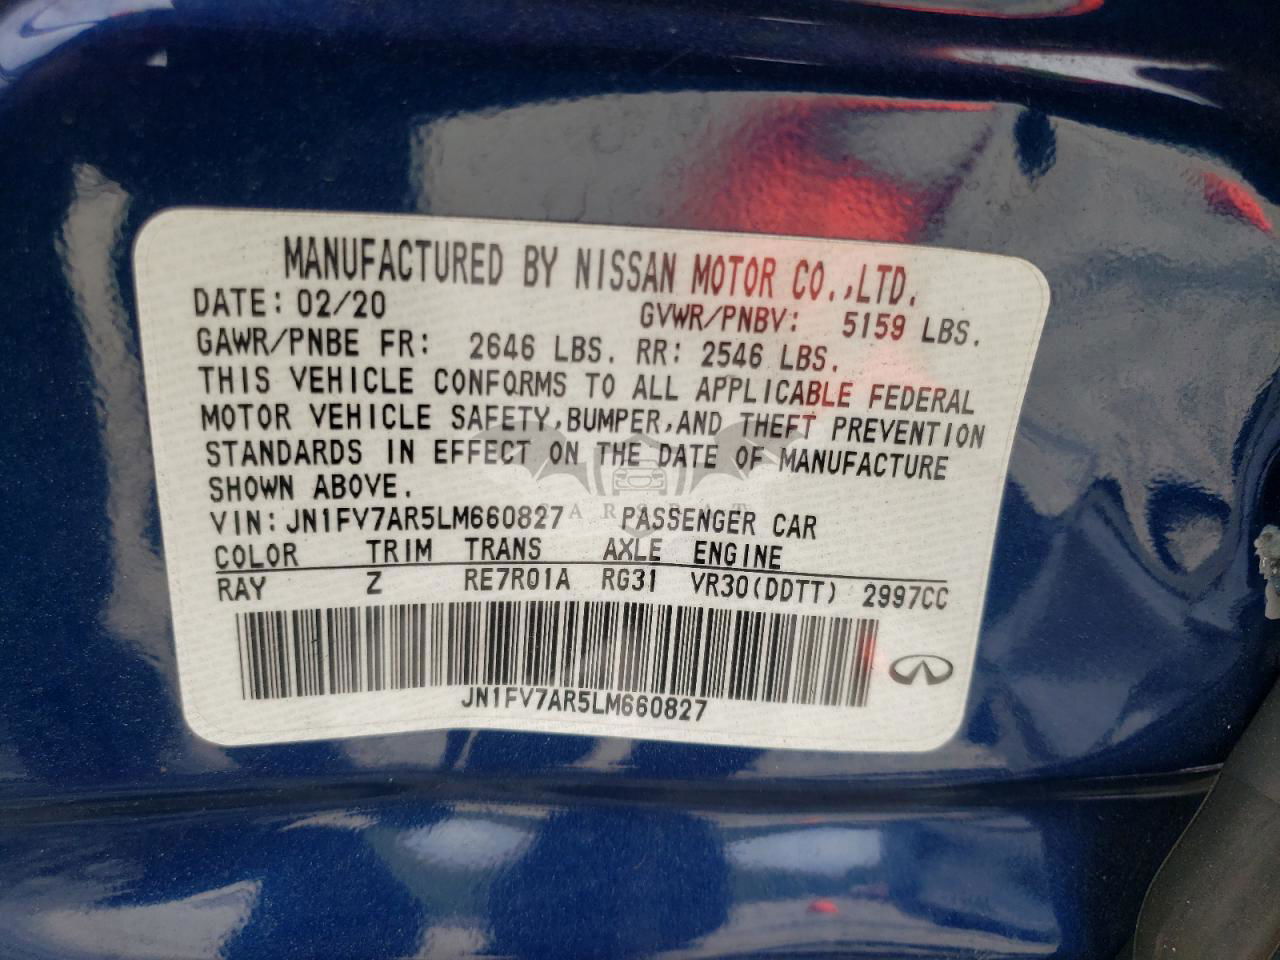 MANUFACTURED BY NISSAN MOTOR CO.,LTD.
DATE: 02/20 GVWR/PNBV: 5159 LBS.
GAWR/PNBE FR: 2646 LBS. RR: 2546 LBS.
THIS VEHICLE CONFORMS TO ALL APPLICABLE FEDERAL
MOTOR VEHICLE SAFETY,BUMPER,AND THEFT PREVENTION
STANDARDS IN EFFECT ON THE DATE OF MANUFACTURE
SHOWN ABOVE.
VIN: JN1FV7AR5LM660827 PASSENGER CAR
COLOR TRIM TRANS AXLE ENGINE
RAY Z RE7R01A RG31 VR30(DDTT) 2997CC
JN1FV7AR5LM660827